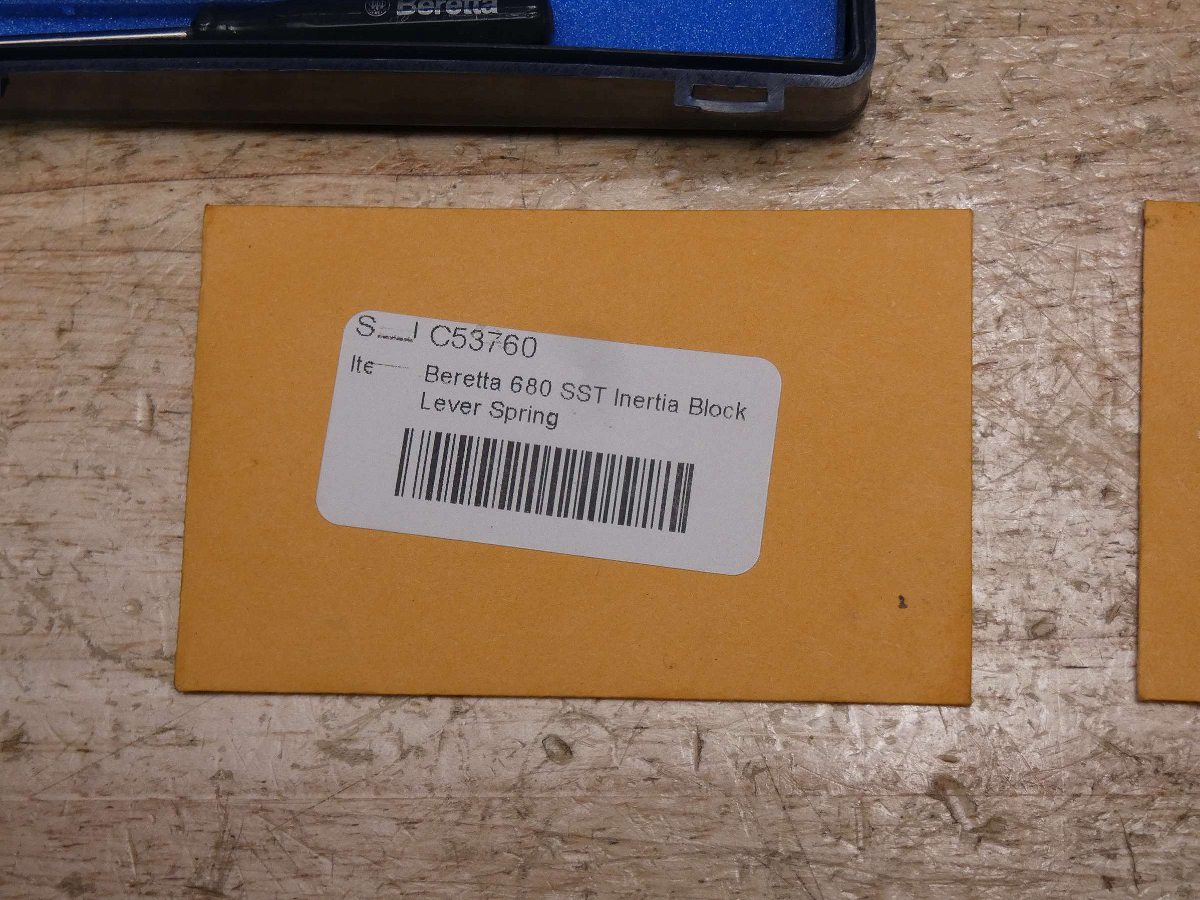 Beretta
C53760
Beretta 680 SST Inertia Block
Lever Spring